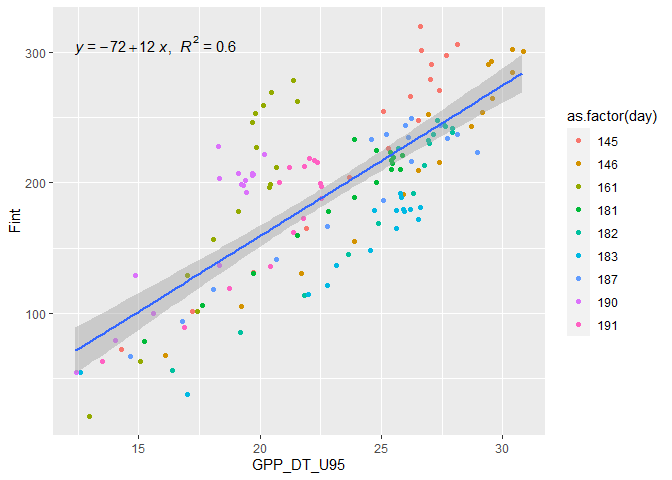 y = −72 + 12 x,  R² = 0.6
300
200
100
Fint
15 20 25 30
GPP_DT_U95
as.factor(day)
145
146
161
181
182
183
187
190
191